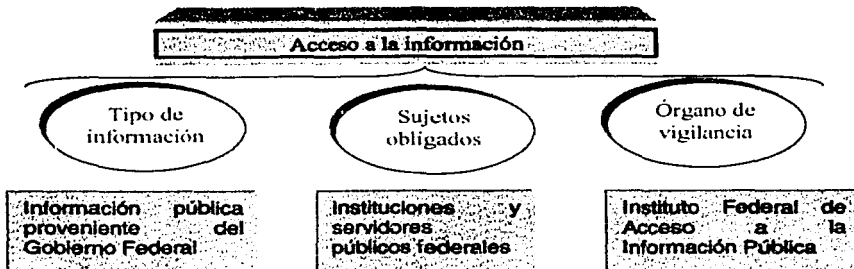 Acceso a la información
Tipo de
información
Sujetos
obligados
Órgano de
vigilancia
Información pública
proveniente del
Gobierno Federal
Instituciones y
servidores
públicos federales
Instituto Federal de
Acceso a la
Información Pública